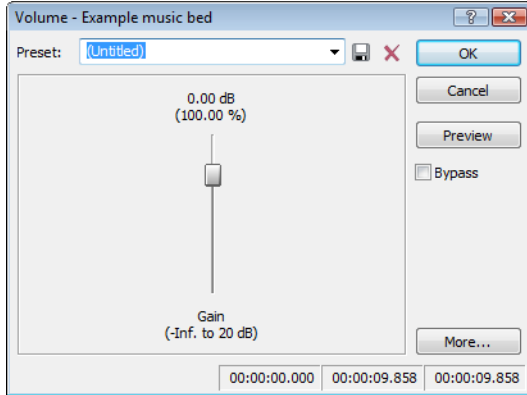 Volume - Example music bed
Preset:
(Untitled)
OK
Cancel
Preview
Bypass
0.00 dB
(100.00 %)
Gain
(-Inf. to 20 dB)
More...
00:00:00.000 00:00:09.858 00:00:09.858